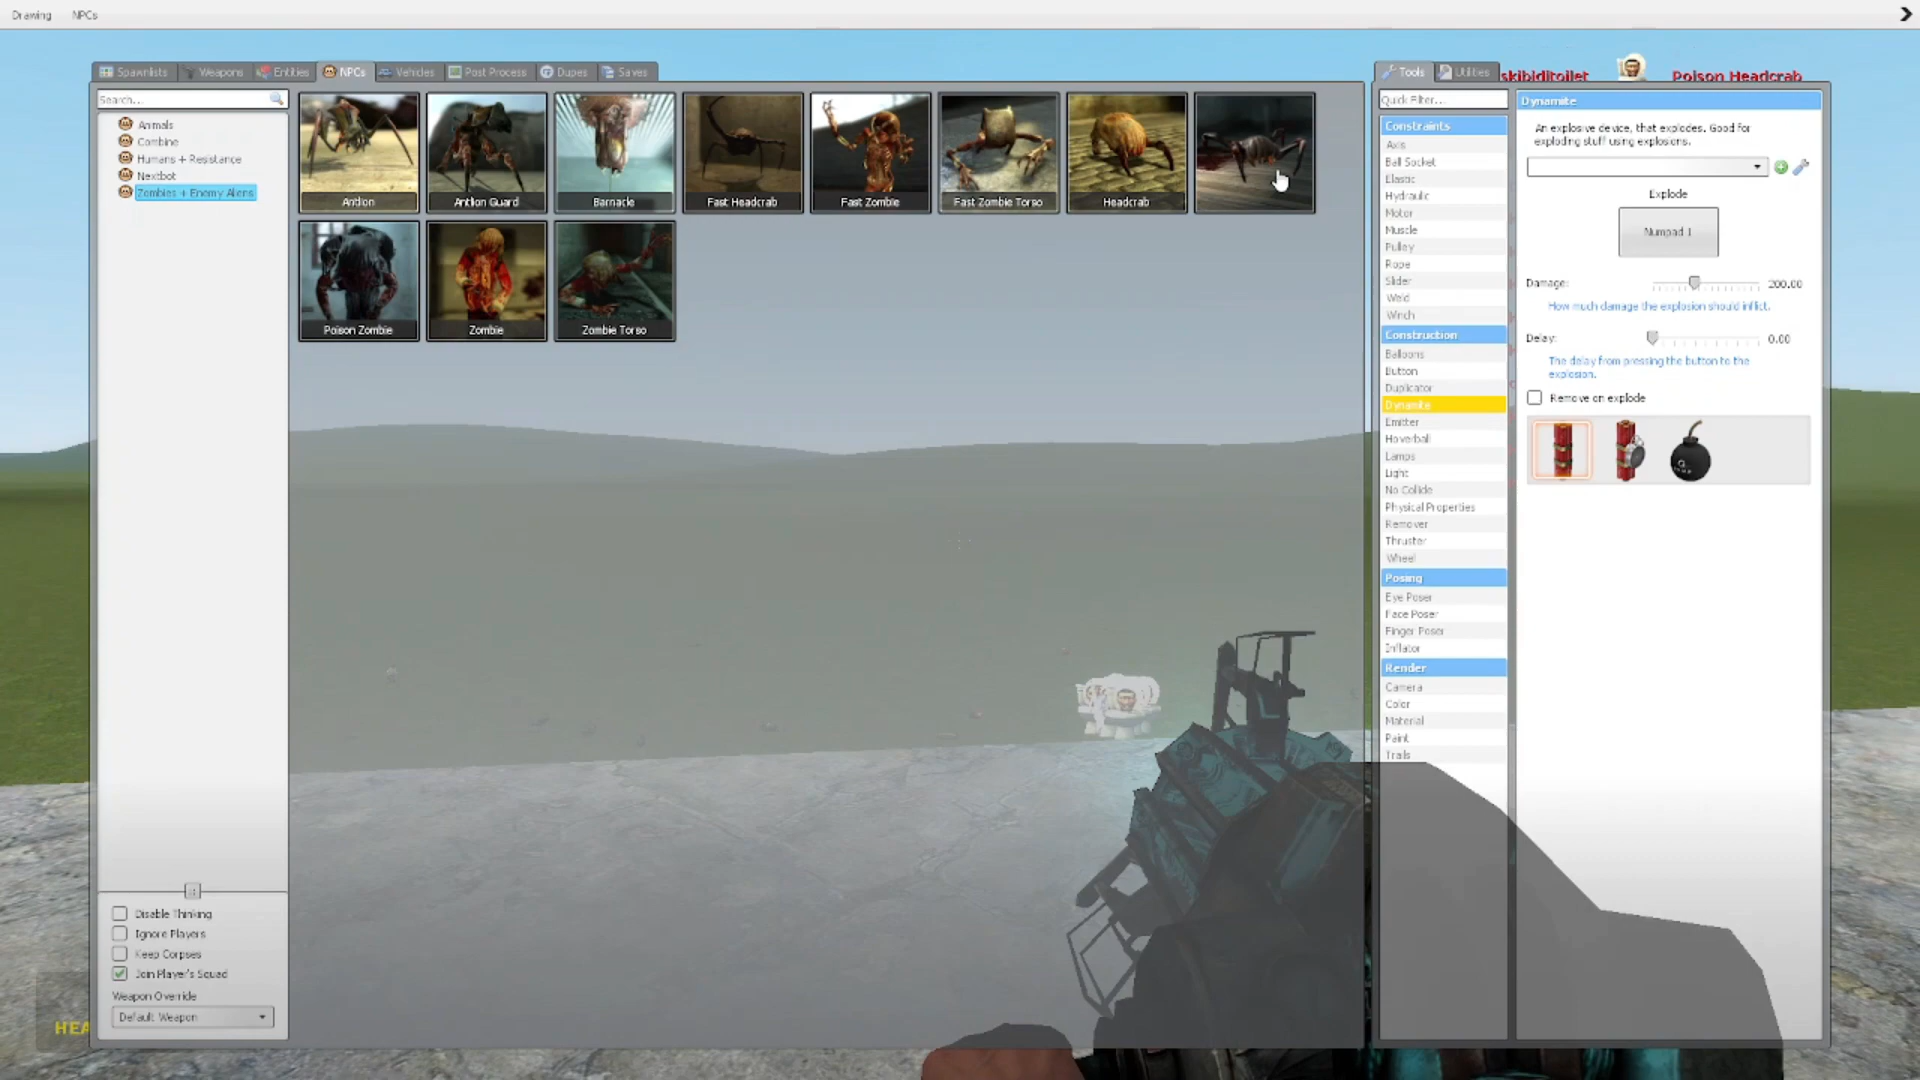 Drawing NPCs
Spawnlists Weapons Entities NPCs Vehicles Post Process Dupes Saves
Search...
Animals
Combine
Humans + Resistance
Nextbot
Zombies + Enemy Aliens
Antlion Antlion Guard Barnacle Fast Headcrab Fast Zombie Fast Zombie Torso Headcrab
Poison Zombie Zombie Zombie Torso
Disable Thinking
Ignore Players
Keep Corpses
Join Player's Squad
Weapon Override
Default Weapon
HEA
Tools Utilities
skibiditoilet Poison Headcrab
Quick Filter...
Constraints
Axis
Ball Socket
Elastic
Hydraulic
Motor
Muscle
Pulley
Rope
Slider
Weld
Winch
Construction
Balloons
Button
Duplicator
Dynamite
Emitter
Hoverball
Lamps
Light
No Collide
Physical Properties
Remover
Thruster
Wheel
Posing
Eye Poser
Face Poser
Finger Poser
Inflator
Render
Camera
Color
Material
Paint
Trails
Dynamite
An explosive device, that explodes. Good for
exploding stuff using explosions.
Explode
Numpad 1
Damage: 200.00
How much damage the explosion should inflict.
Delay: 0.00
The delay from pressing the button to the
explosion.
Remove on explode